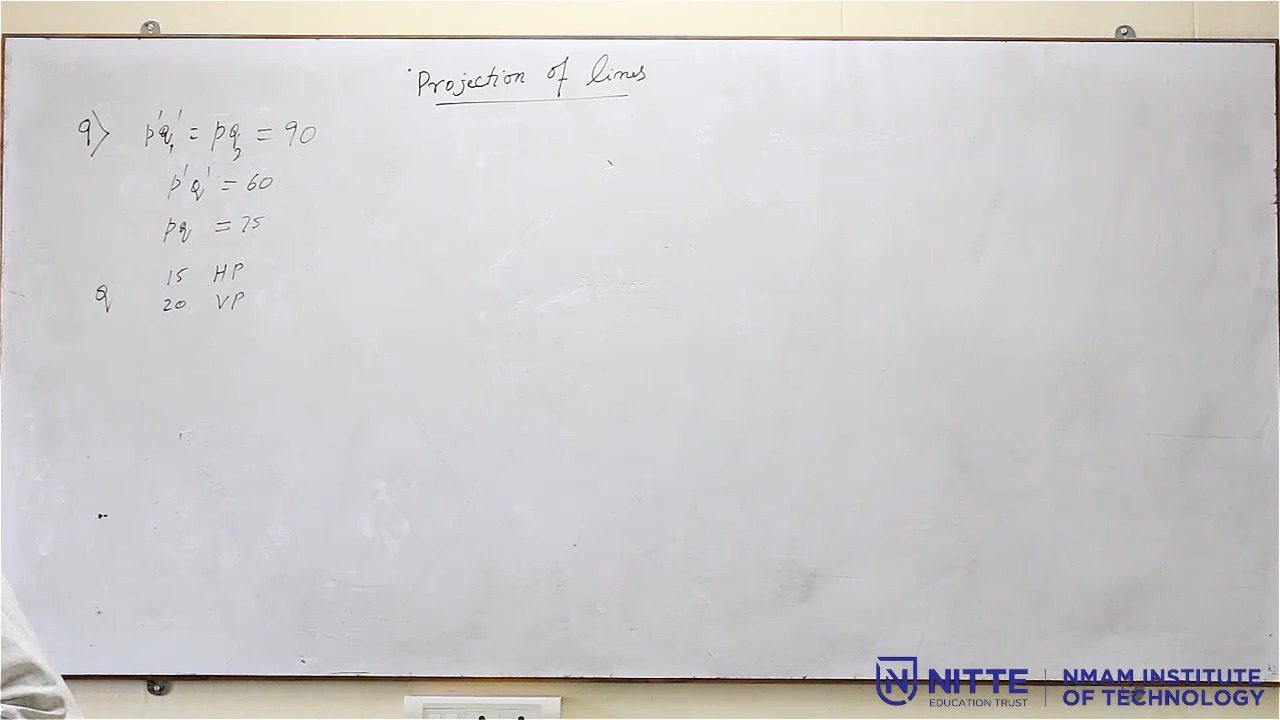 Projection of lines
9) p'q₁' = pq₂ = 90
p'q' = 60
pq = 75
15 HP
Q 20 VP
NITTE
EDUCATION TRUST
NMAM INSTITUTE
OF TECHNOLOGY